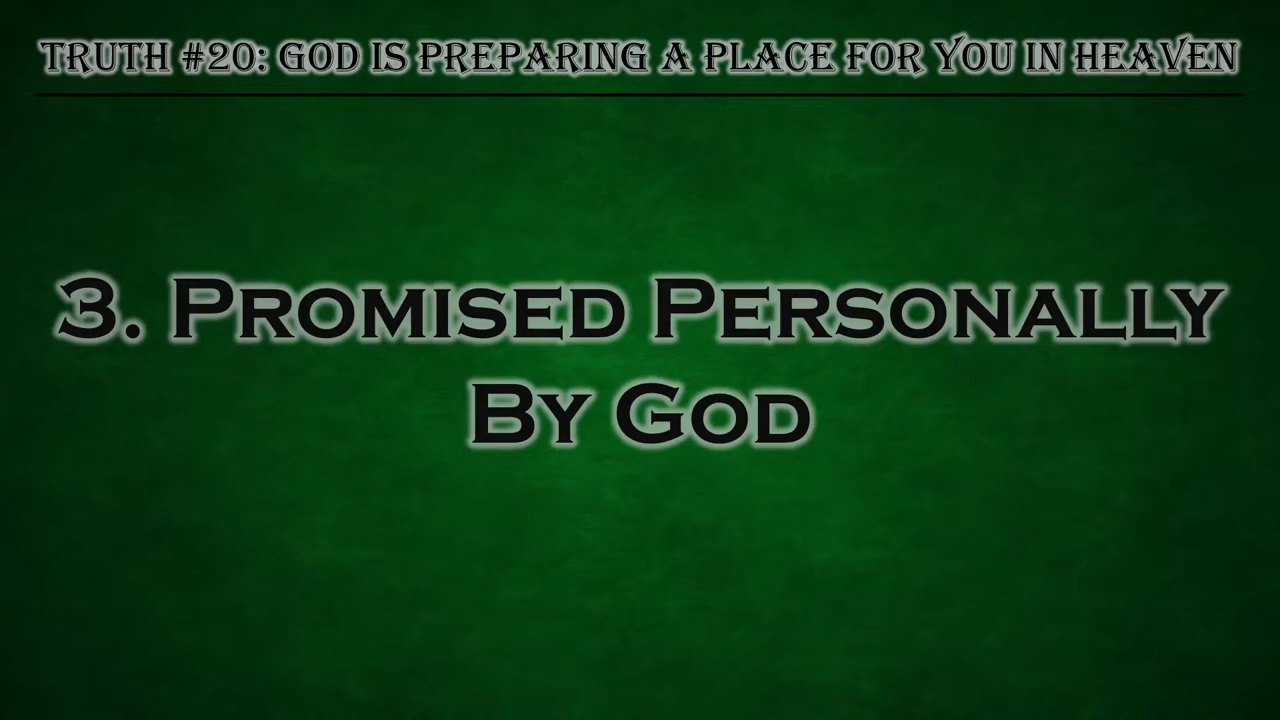 TRUTH #20: GOD IS PREPARING A PLACE FOR YOU IN HEAVEN
3. PROMISED PERSONALLY
BY GOD